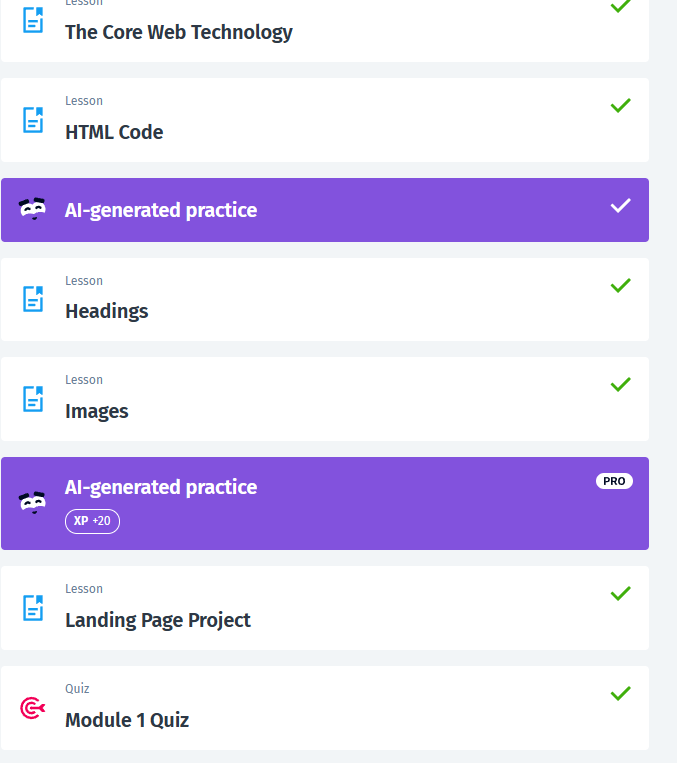 Lesson
The Core Web Technology
Lesson
HTML Code
AI-generated practice
Lesson
Headings
Lesson
Images
AI-generated practice
PRO
XP +20
Lesson
Landing Page Project
Quiz
Module 1 Quiz